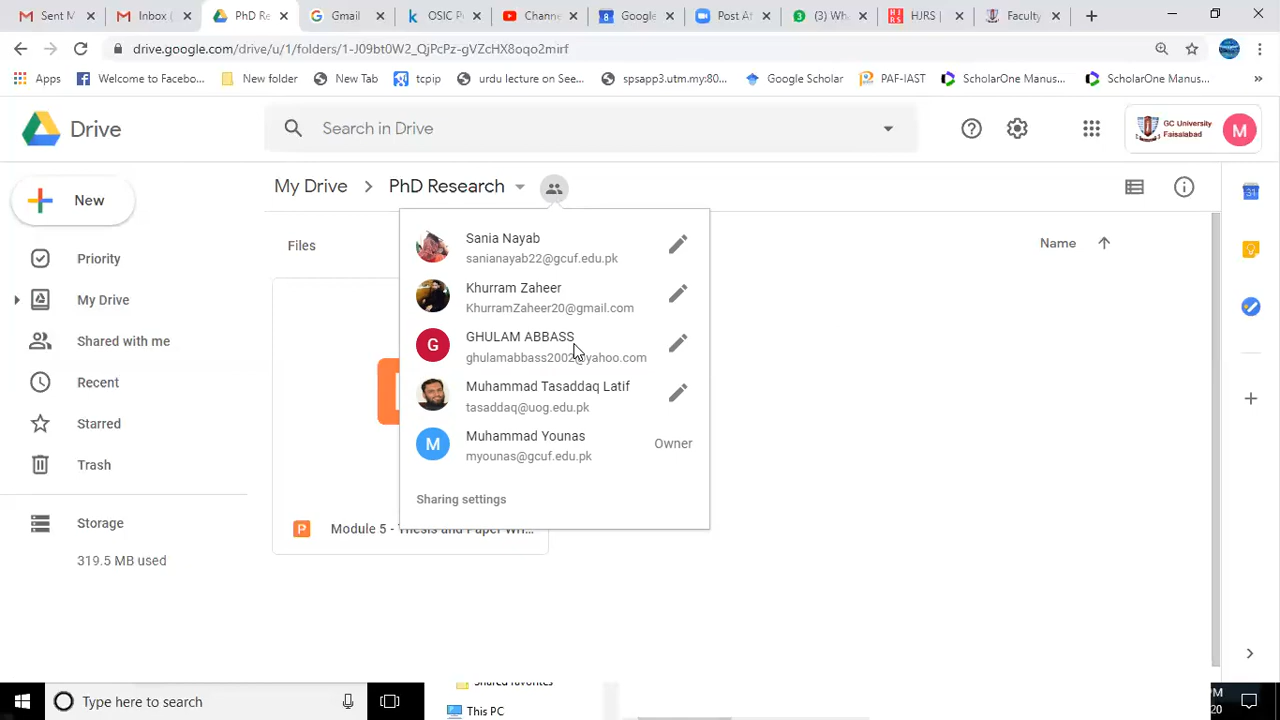 Sent M
Inbox (
PhD Re
Gmail
OSIC P
Channe
Google
Post A
(3) Wh
HJRS
Faculty
drive.google.com/drive/u/1/folders/1-J09bt0W2_QjPcPz-gVZcHX8oqo2mirf
Apps
Welcome to Facebo...
New folder
New Tab
tcpip
urdu lecture on See...
spsapp3.utm.my:80...
Google Scholar
PAF-IAST
ScholarOne Manus...
ScholarOne Manus...
»
Drive
Search in Drive
GC University
Faisalabad
M
New
My Drive > PhD Research
Priority
My Drive
Shared with me
Recent
Starred
Trash
Storage
319.5 MB used
Files
Name
Sania Nayab
sanianayab22@gcuf.edu.pk
Khurram Zaheer
KhurramZaheer20@gmail.com
G
GHULAM ABBASS
ghulamabbass2002@yahoo.com
Muhammad Tasaddaq Latif
tasaddaq@uog.edu.pk
M
Muhammad Younas
myounas@gcuf.edu.pk
Owner
Sharing settings
P
Module 5 - Thesis and Paper Wri...
Type here to search
Shared favorites
This PC
PM
20